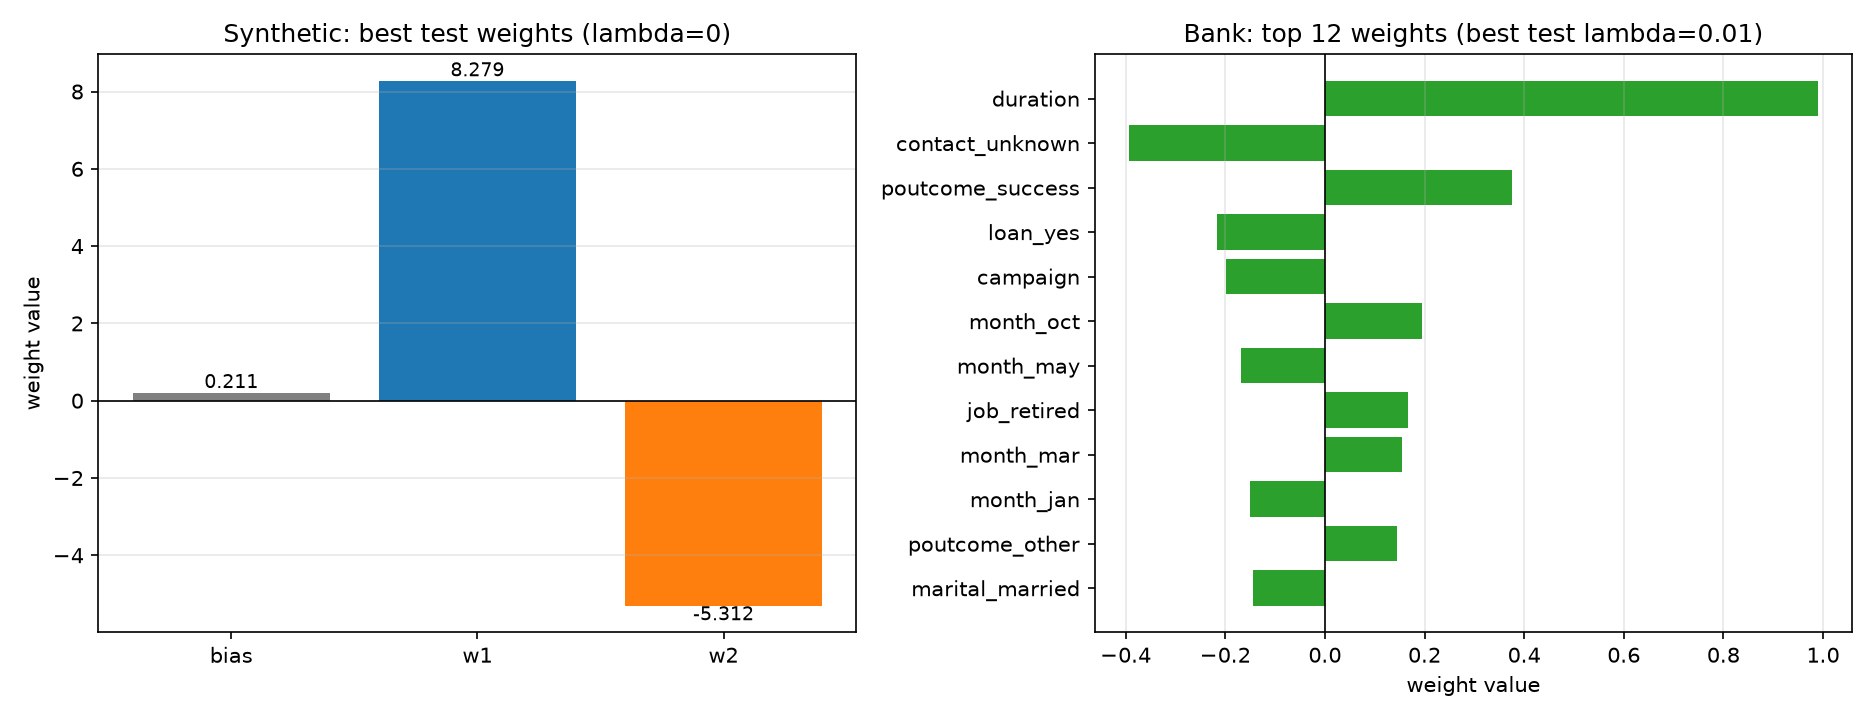 Synthetic: best test weights (lambda=0)
weight value
8
6
4
2
0
−2
−4
8.279
0.211
-5.312
bias w1 w2
Bank: top 12 weights (best test lambda=0.01)
duration
contact_unknown
poutcome_success
loan_yes
campaign
month_oct
month_may
job_retired
month_mar
month_jan
poutcome_other
marital_married
−0.4 −0.2 0.0 0.2 0.4 0.6 0.8 1.0
weight value